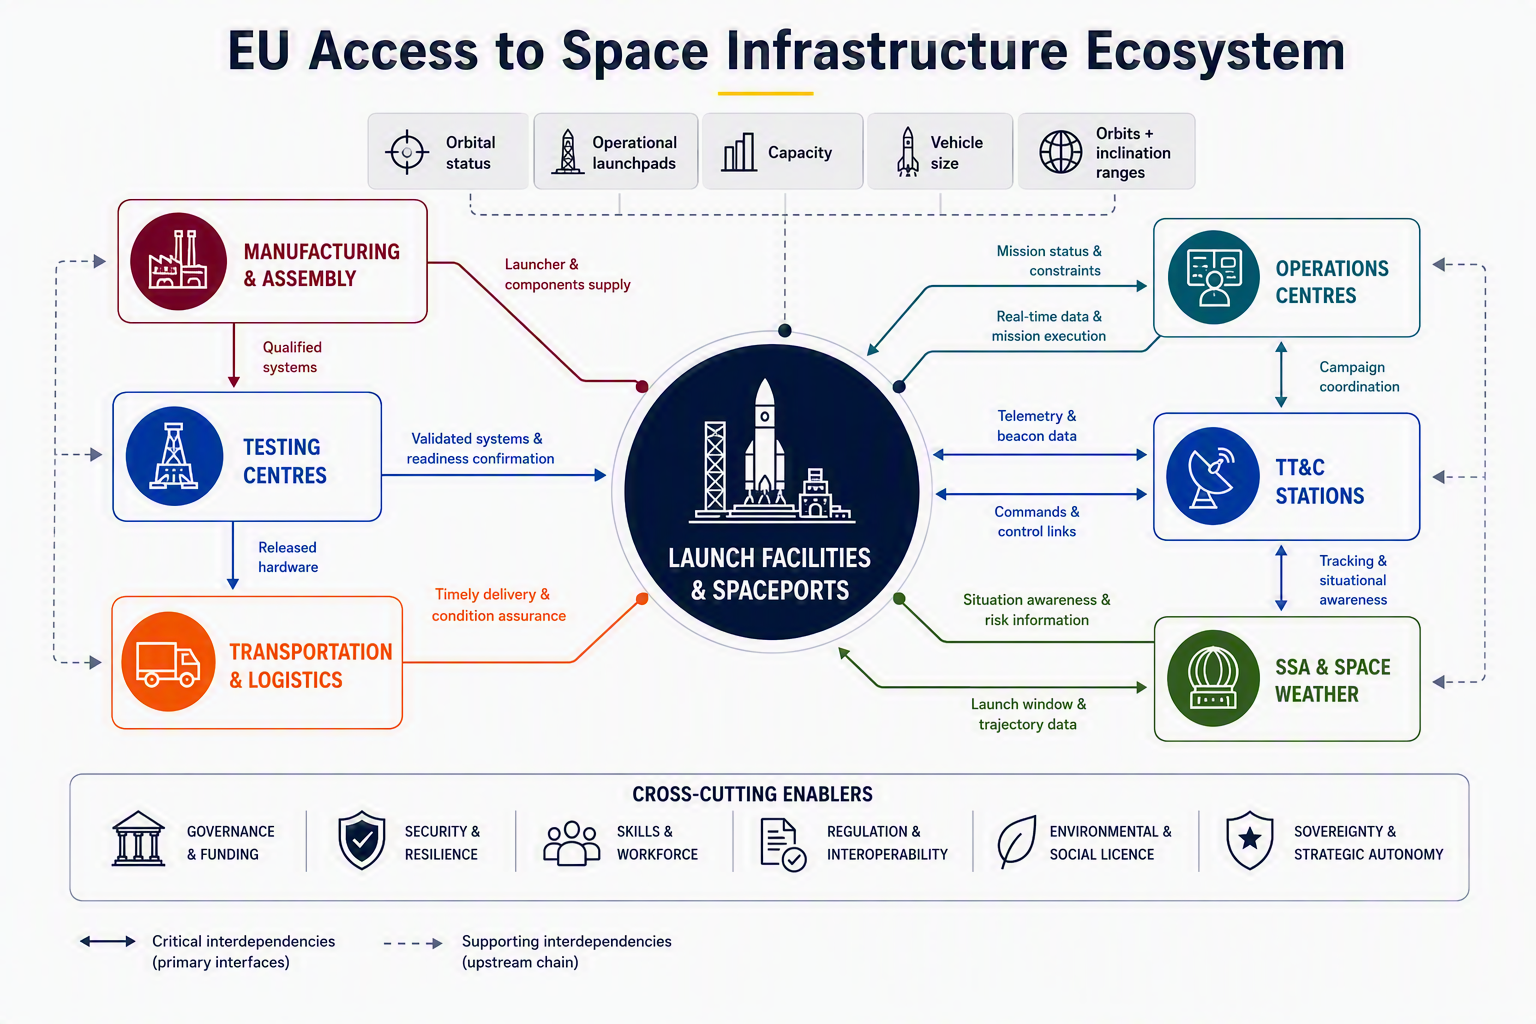 EU Access to Space Infrastructure Ecosystem
Orbital
status
Operational
launchpads
Capacity
Vehicle
size
Orbits +
inclination
ranges
MANUFACTURING
& ASSEMBLY
Launcher &
components supply
Qualified
systems
TESTING
CENTRES
Validated systems &
readiness confirmation
Released
hardware
TRANSPORTATION
& LOGISTICS
Timely delivery &
condition assurance
LAUNCH FACILITIES
& SPACEPORTS
Mission status &
constraints
Real-time data &
mission execution
OPERATIONS
CENTRES
Campaign
coordination
Telemetry &
beacon data
Commands &
control links
TT&C
STATIONS
Tracking &
situational
awareness
Situation awareness &
risk information
Launch window &
trajectory data
SSA & SPACE
WEATHER
CROSS-CUTTING ENABLERS
GOVERNANCE
& FUNDING
SECURITY &
RESILIENCE
SKILLS &
WORKFORCE
REGULATION &
INTEROPERABILITY
ENVIRONMENTAL &
SOCIAL LICENCE
SOVEREIGNTY &
STRATEGIC AUTONOMY
Critical interdependencies
(primary interfaces)
Supporting interdependencies
(upstream chain)